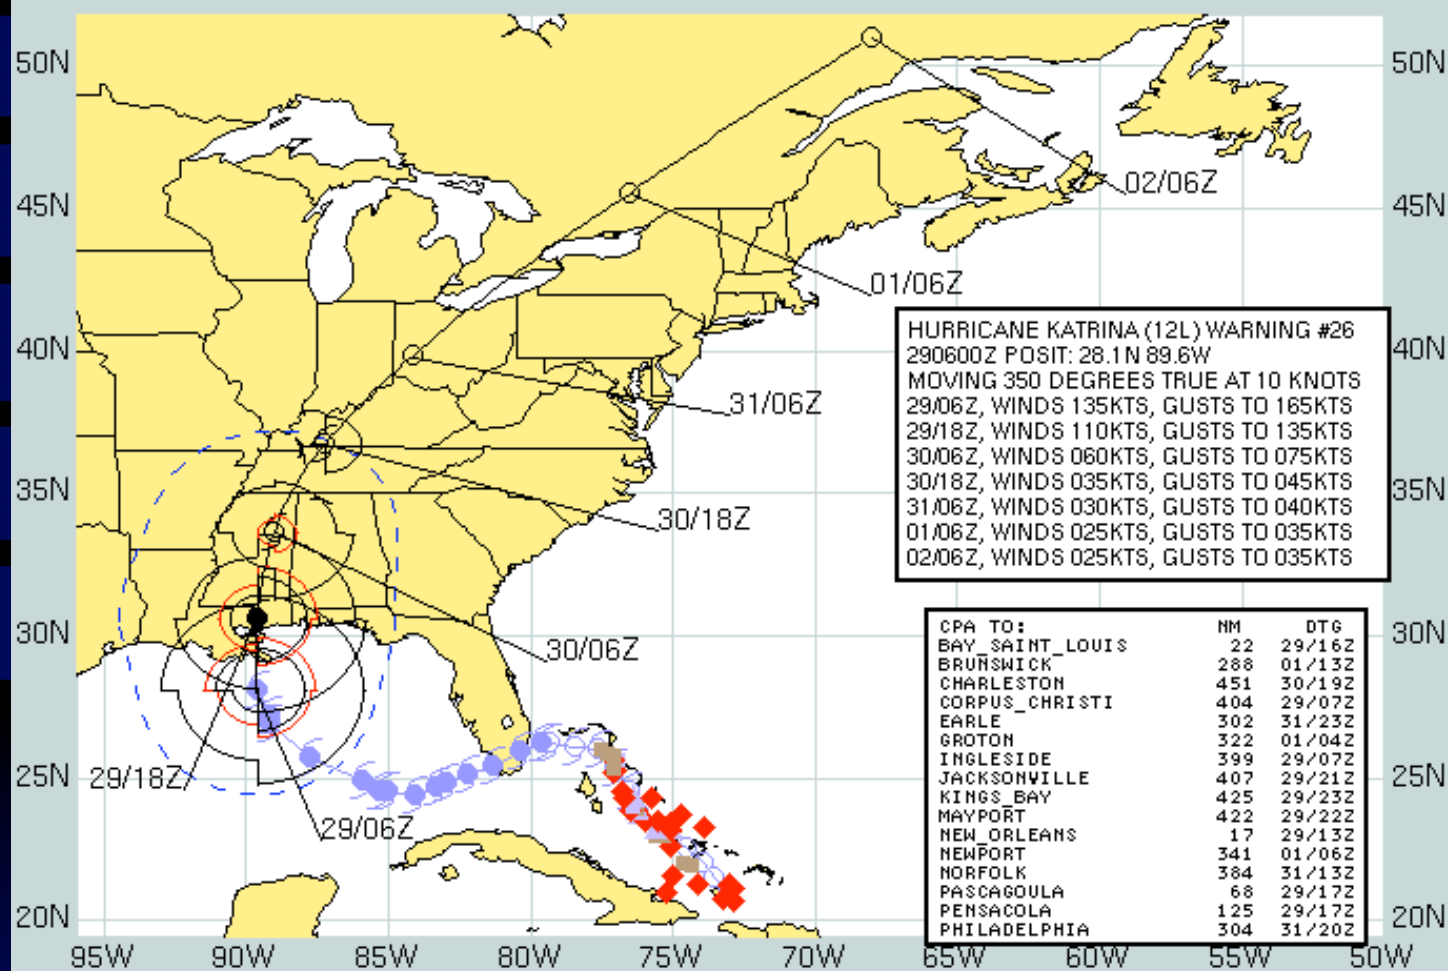 50N
50N
45N
45N
02/06Z
01/06Z
HURRICANE KATRINA (12L) WARNING #26
290600Z POSIT: 28.1N 89.6W
MOVING 350 DEGREES TRUE AT 10 KNOTS
29/06Z, WINDS 135KTS, GUSTS TO 165KTS
29/18Z, WINDS 110KTS, GUSTS TO 135KTS
30/06Z, WINDS 060KTS, GUSTS TO 075KTS
30/18Z, WINDS 035KTS, GUSTS TO 045KTS
31/06Z, WINDS 030KTS, GUSTS TO 040KTS
01/06Z, WINDS 025KTS, GUSTS TO 035KTS
02/06Z, WINDS 025KTS, GUSTS TO 035KTS
40N
40N
31/06Z
35N
35N
30/18Z
30N
30N
30/06Z
CPA TO: NM DTG
BAY_SAINT_LOUIS 22 29/16Z
BRUNSWICK 288 01/13Z
CHARLESTON 451 30/19Z
CORPUS_CHRISTI 404 29/07Z
EARLE 302 31/23Z
GROTON 322 01/04Z
INGLESIDE 399 29/07Z
JACKSONVILLE 407 29/21Z
KINGS_BAY 425 29/23Z
MAYPORT 422 29/22Z
NEW_ORLEANS 17 29/13Z
NEWPORT 341 01/06Z
NORFOLK 384 31/13Z
PASCAGOULA 68 29/17Z
PENSACOLA 125 29/17Z
PHILADELPHIA 304 31/20Z
25N
25N
29/18Z
29/06Z
20N
20N
95W 90W 85W 80W 75W 70W 65W 60W 55W 50W